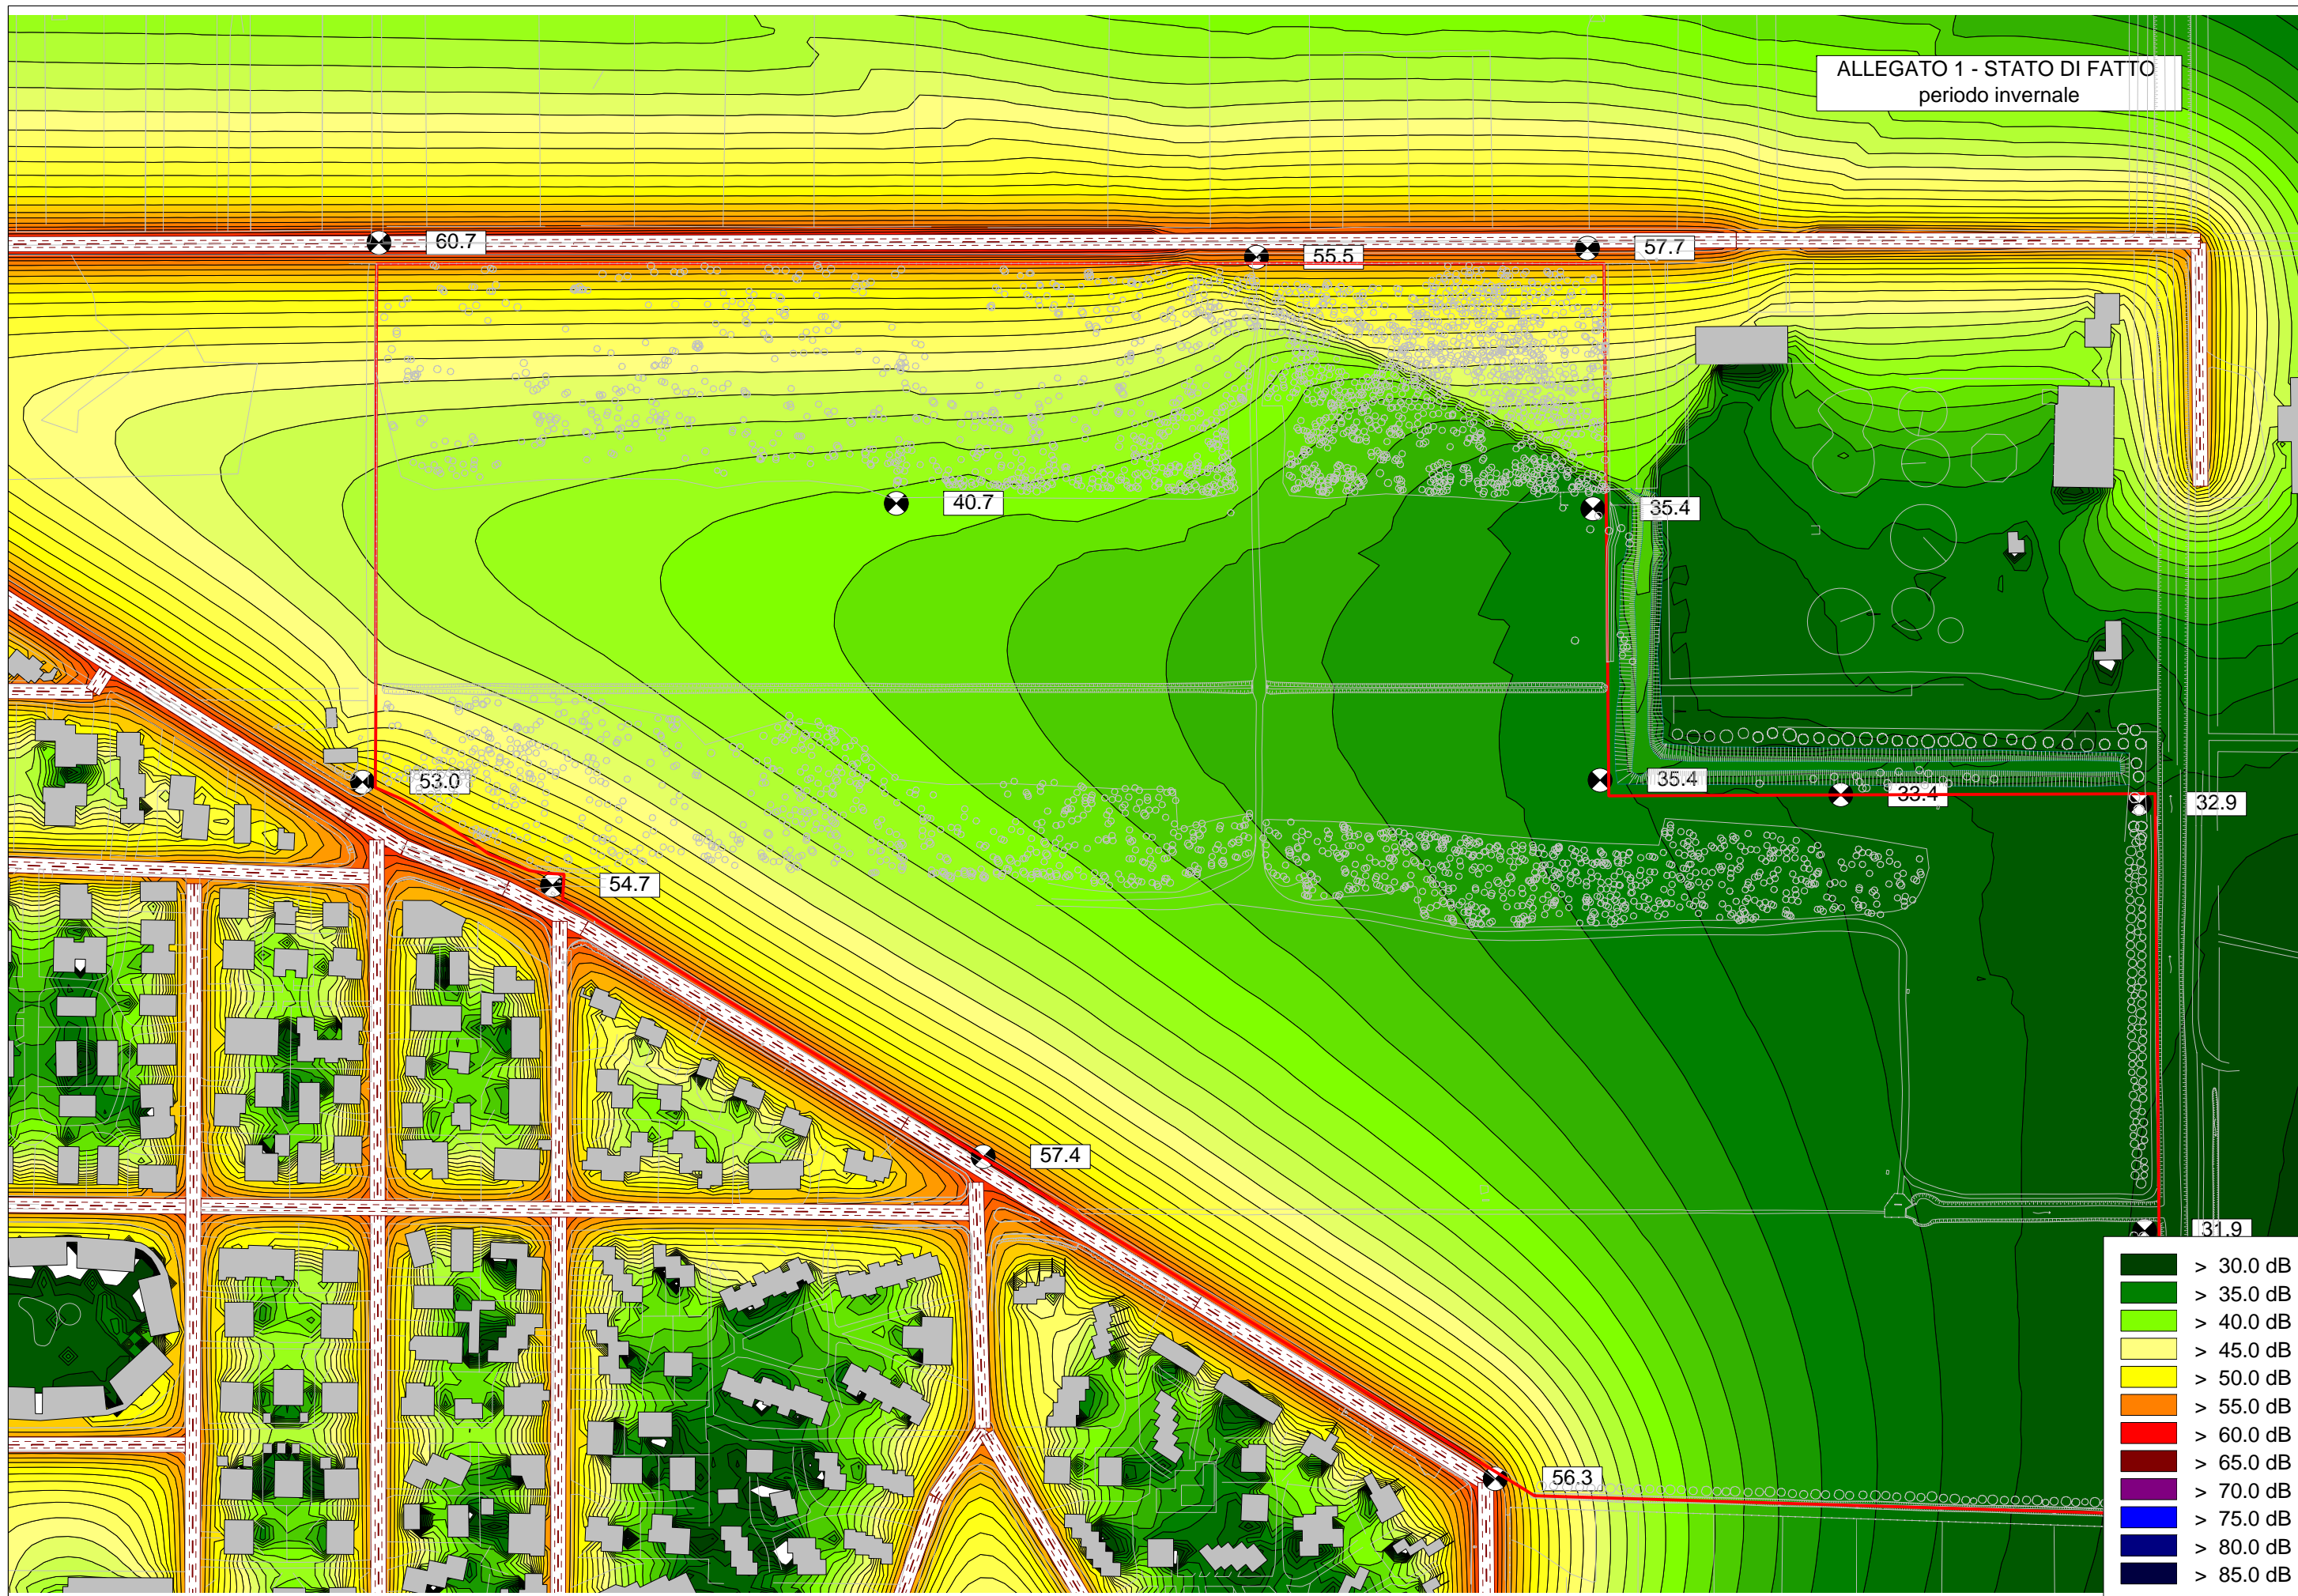 ALLEGATO 1 - STATO DI FATTO
periodo invernale
60.7
55.5
57.7
40.7
35.4
53.0
35.4
33.4
32.9
54.7
57.4
31.9
56.3
> 30.0 dB
> 35.0 dB
> 40.0 dB
> 45.0 dB
> 50.0 dB
> 55.0 dB
> 60.0 dB
> 65.0 dB
> 70.0 dB
> 75.0 dB
> 80.0 dB
> 85.0 dB